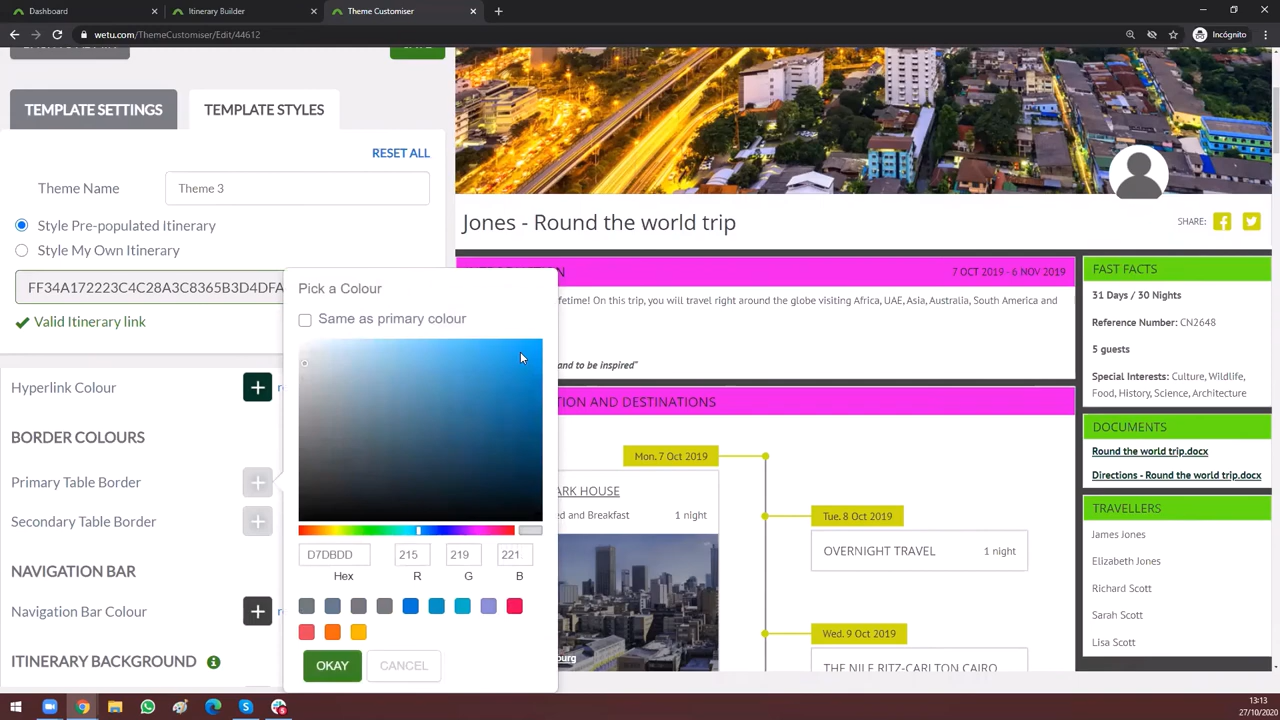 Dashboard
Itinerary Builder
Theme Customiser
wetu.com/ThemeCustomiser/Edit/44612
Incógnito
TEMPLATE SETTINGS
TEMPLATE STYLES
RESET ALL
Theme Name
Theme 3
Style Pre-populated Itinerary
Style My Own Itinerary
FF34A172223C4C28A3C8365B3D4DFA
Valid Itinerary link
Hyperlink Colour
BORDER COLOURS
Primary Table Border
Secondary Table Border
NAVIGATION BAR
Navigation Bar Colour
ITINERARY BACKGROUND
Pick a Colour
Same as primary colour
D7DBDD
215
219
221
Hex
R
G
B
OKAY
CANCEL
Jones - Round the world trip
SHARE:
7 OCT 2019 - 6 NOV 2019
ifetime! On this trip, you will travel right around the globe visiting Africa, UAE, Asia, Australia, South America and
and to be inspired"
TION AND DESTINATIONS
Mon. 7 Oct 2019
ARK HOUSE
ed and Breakfast
1 night
Tue. 8 Oct 2019
OVERNIGHT TRAVEL
1 night
Wed. 9 Oct 2019
THE NILE RITZ-CARLTON CAIRO
FAST FACTS
31 Days / 30 Nights
Reference Number: CN2648
5 guests
Special Interests: Culture, Wildlife,
Food, History, Science, Architecture
DOCUMENTS
Round the world trip.docx
Directions - Round the world trip.docx
TRAVELLERS
James Jones
Elizabeth Jones
Richard Scott
Sarah Scott
Lisa Scott
13:13
27/10/2020